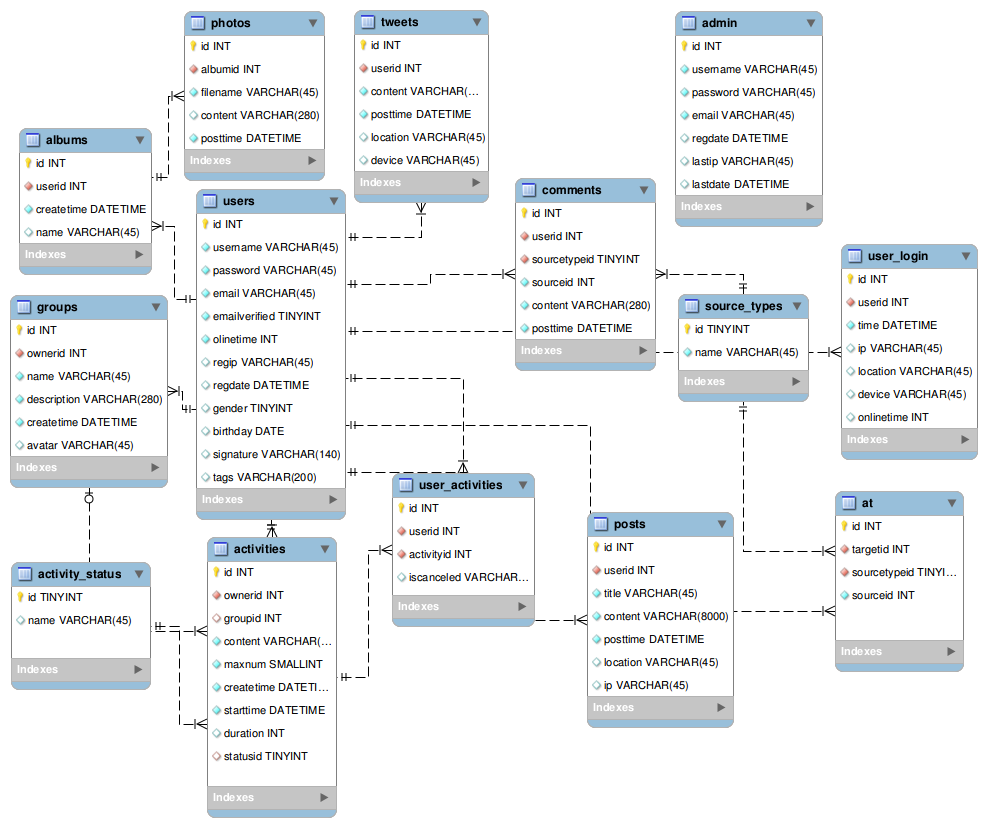 photos
id INT
albumid INT
filename VARCHAR(45)
content VARCHAR(280)
posttime DATETIME
Indexes
tweets
id INT
userid INT
content VARCHAR(...
posttime DATETIME
location VARCHAR(45)
device VARCHAR(45)
Indexes
admin
id INT
username VARCHAR(45)
password VARCHAR(45)
email VARCHAR(45)
regdate DATETIME
lastip VARCHAR(45)
lastdate DATETIME
Indexes
albums
id INT
userid INT
createtime DATETIME
name VARCHAR(45)
Indexes
users
id INT
username VARCHAR(45)
password VARCHAR(45)
email VARCHAR(45)
emailverified TINYINT
olinetime INT
regip VARCHAR(45)
regdate DATETIME
gender TINYINT
birthday DATE
signature VARCHAR(140)
tags VARCHAR(200)
Indexes
comments
id INT
userid INT
sourcetypeid TINYINT
sourceid INT
content VARCHAR(280)
posttime DATETIME
Indexes
user_login
id INT
userid INT
time DATETIME
ip VARCHAR(45)
location VARCHAR(45)
device VARCHAR(45)
onlinetime INT
Indexes
groups
id INT
ownerid INT
name VARCHAR(45)
description VARCHAR(280)
createtime DATETIME
avatar VARCHAR(45)
Indexes
source_types
id TINYINT
name VARCHAR(45)
Indexes
user_activities
id INT
userid INT
activityid INT
iscanceled VARCHAR...
Indexes
at
id INT
targetid INT
sourcetypeid TINYI...
sourceid INT
Indexes
posts
id INT
userid INT
title VARCHAR(45)
content VARCHAR(8000)
posttime DATETIME
location VARCHAR(45)
ip VARCHAR(45)
Indexes
activities
id INT
ownerid INT
groupid INT
content VARCHAR(...
maxnum SMALLINT
createtime DATETI...
starttime DATETIME
duration INT
statusid TINYINT
Indexes
activity_status
id TINYINT
name VARCHAR(45)
Indexes